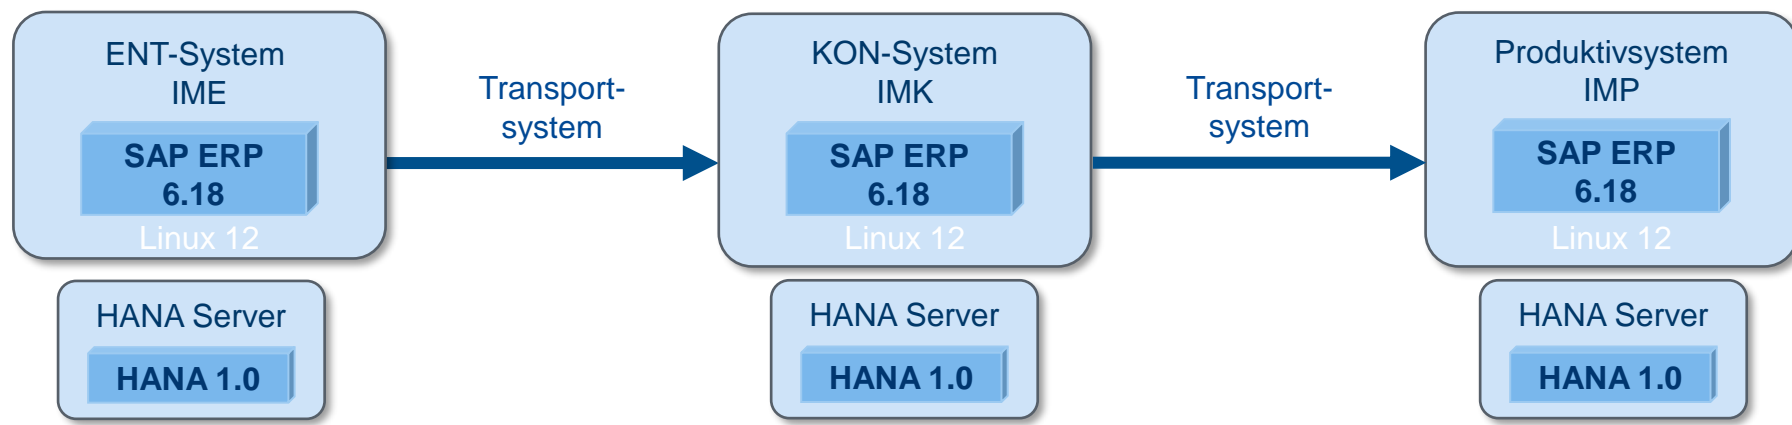 ENT-System
IME
SAP ERP
6.18
Linux 12
HANA Server
HANA 1.0
Transport-
system
KON-System
IMK
SAP ERP
6.18
Linux 12
HANA Server
HANA 1.0
Transport-
system
Produktivsystem
IMP
SAP ERP
6.18
Linux 12
HANA Server
HANA 1.0